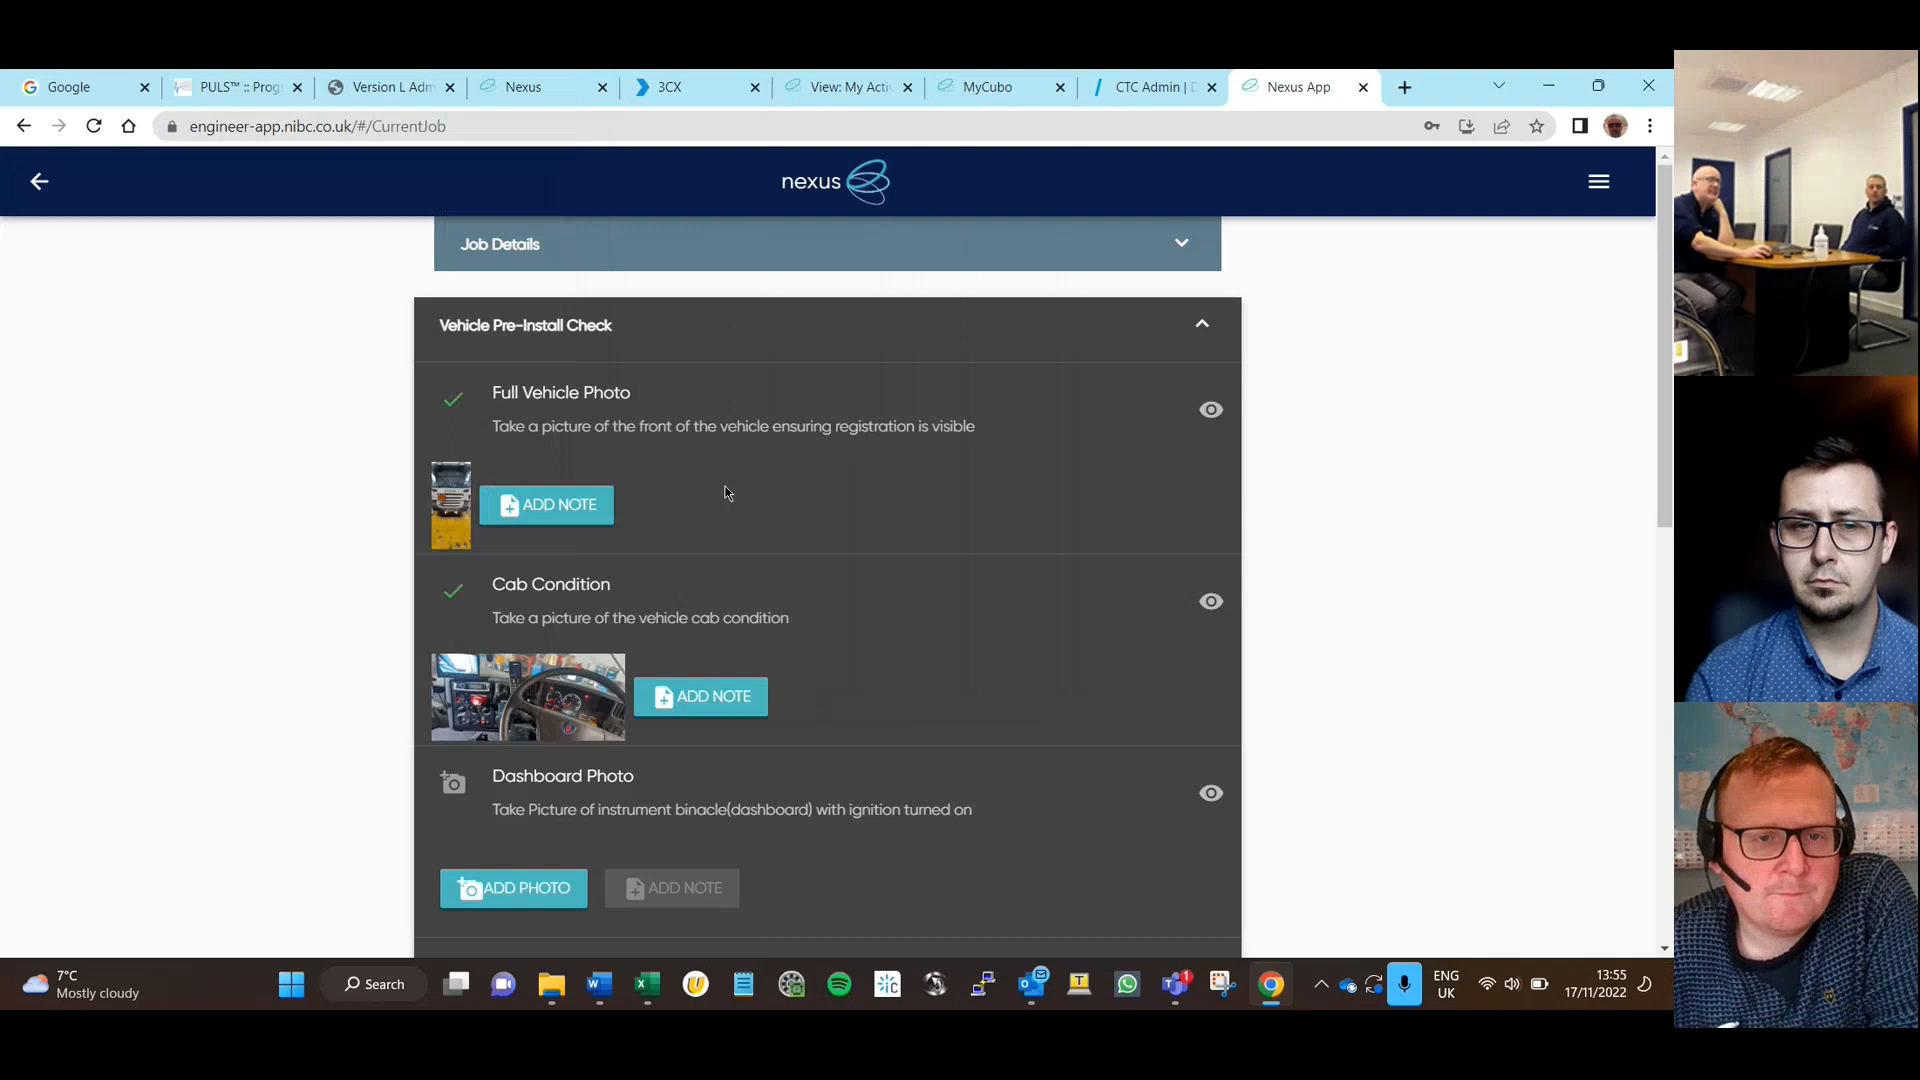 Google
PULS™ :: Prog
Version L Adm
Nexus
3CX
View: My Activ
MyCubo
CTC Admin | D
Nexus App
engineer-app.nibc.co.uk/#/CurrentJob
nexus
Job Details
Vehicle Pre-Install Check
Full Vehicle Photo
Take a picture of the front of the vehicle ensuring registration is visible
ADD NOTE
Cab Condition
Take a picture of the vehicle cab condition
ADD NOTE
Dashboard Photo
Take Picture of instrument binacle(dashboard) with ignition turned on
ADD PHOTO
ADD NOTE
7°C
Mostly cloudy
Search
ENG
UK
13:55
17/11/2022